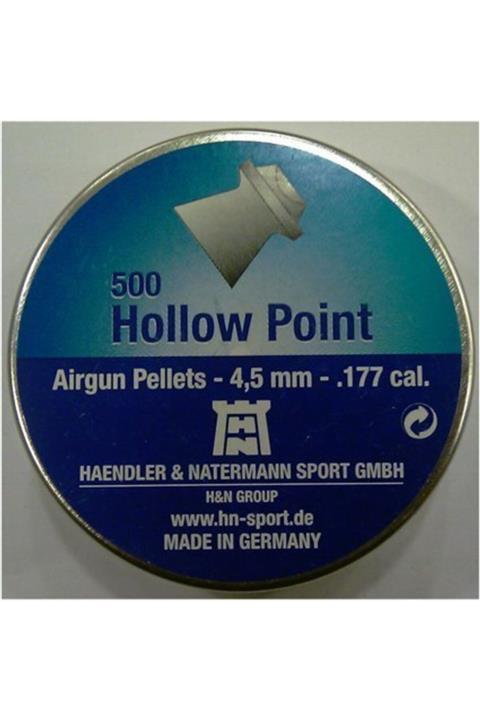 500
Hollow Point
Airgun Pellets - 4,5 mm - .177 cal.
HN
HAENDLER & NATERMANN SPORT GMBH
H&N GROUP
www.hn-sport.de
MADE IN GERMANY